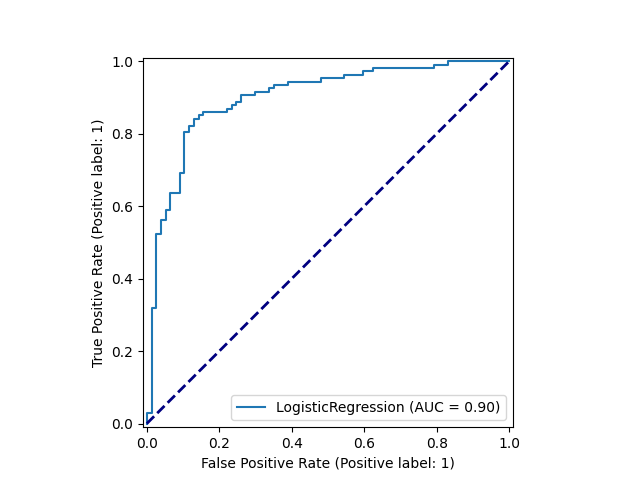 1.0
0.8
0.6
0.4
0.2
0.0
True Positive Rate (Positive label: 1)
LogisticRegression (AUC = 0.90)
0.0 0.2 0.4 0.6 0.8 1.0
False Positive Rate (Positive label: 1)